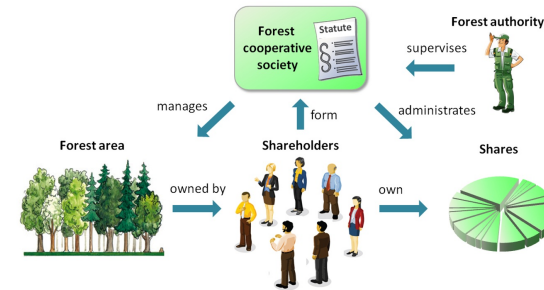 Forest authority
Forest
cooperative
society
Statute
§
supervises
manages
form
administrates
Forest area
Shareholders
Shares
owned by
own